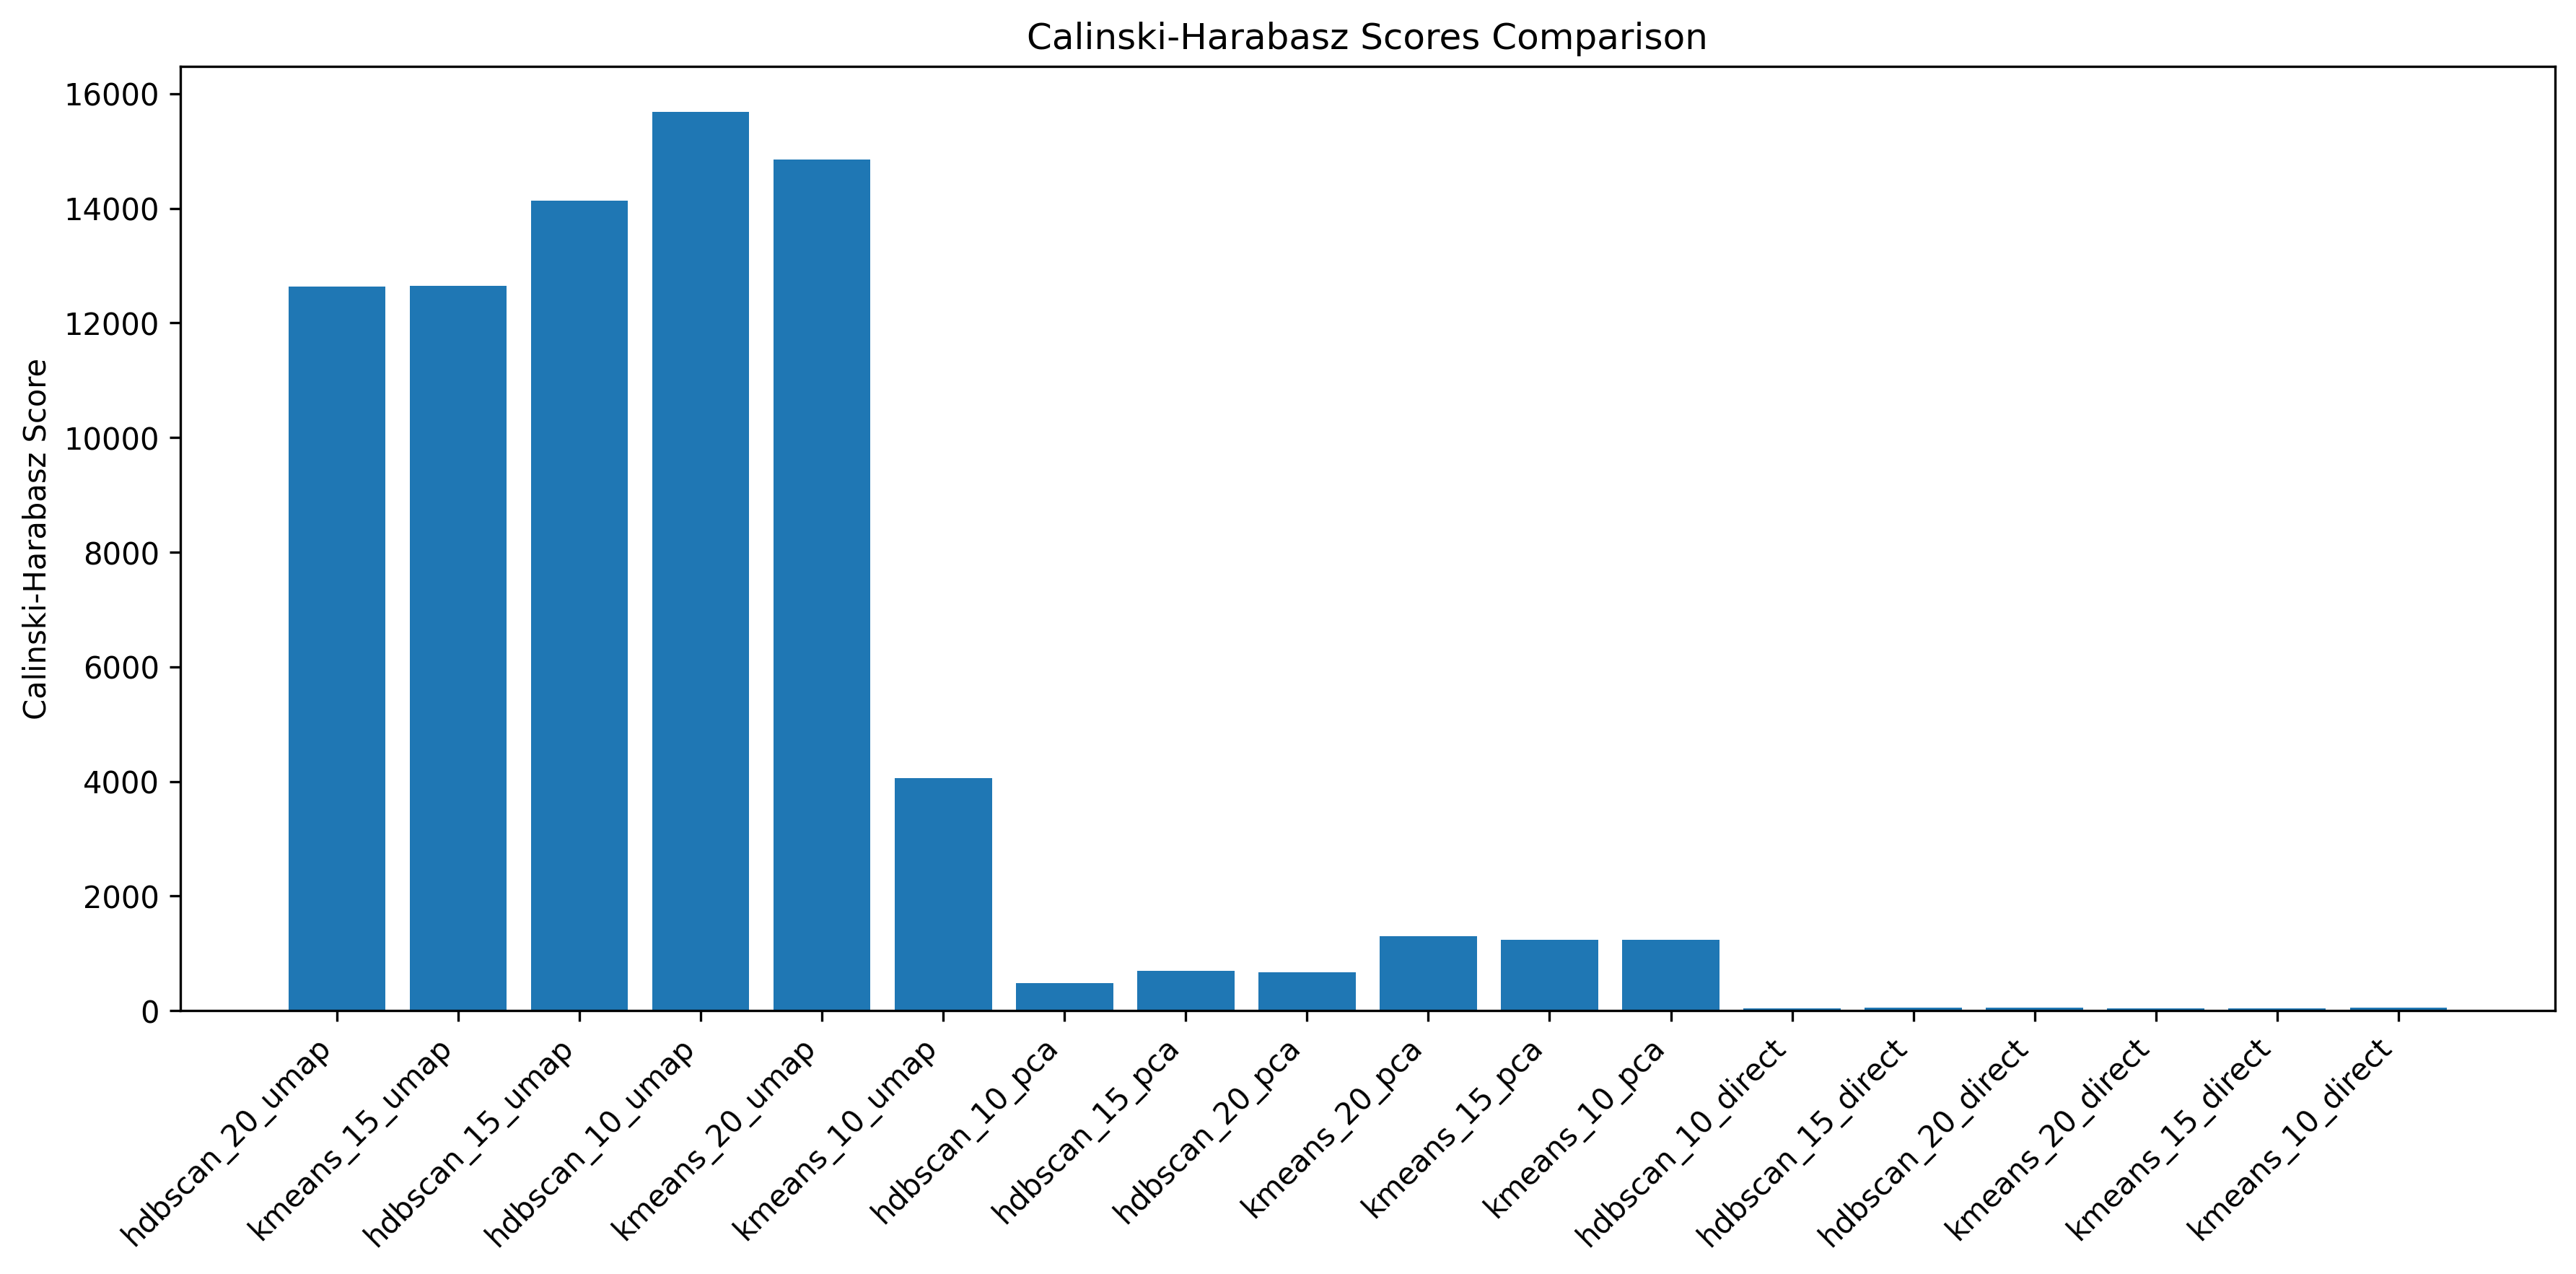 Calinski-Harabasz Scores Comparison
Calinski-Harabasz Score
16000
14000
12000
10000
8000
6000
4000
2000
0
hdbscan_20_umap
kmeans_15_umap
hdbscan_15_umap
hdbscan_10_umap
kmeans_20_umap
kmeans_10_umap
hdbscan_10_pca
hdbscan_15_pca
hdbscan_20_pca
kmeans_20_pca
kmeans_15_pca
kmeans_10_pca
hdbscan_10_direct
hdbscan_15_direct
hdbscan_20_direct
kmeans_20_direct
kmeans_15_direct
kmeans_10_direct